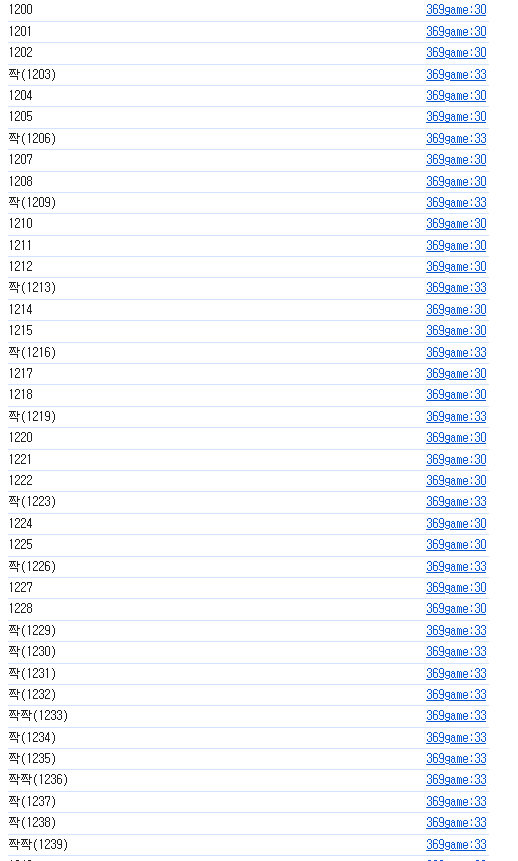 1200 369game:30
1201 369game:30
1202 369game:30
짝(1203) 369game:33
1204 369game:30
1205 369game:30
짝(1206) 369game:33
1207 369game:30
1208 369game:30
짝(1209) 369game:33
1210 369game:30
1211 369game:30
1212 369game:30
짝(1213) 369game:33
1214 369game:30
1215 369game:30
짝(1216) 369game:33
1217 369game:30
1218 369game:30
짝(1219) 369game:33
1220 369game:30
1221 369game:30
1222 369game:30
짝(1223) 369game:33
1224 369game:30
1225 369game:30
짝(1226) 369game:33
1227 369game:30
1228 369game:30
짝(1229) 369game:33
짝(1230) 369game:33
짝(1231) 369game:33
짝(1232) 369game:33
짝짝(1233) 369game:33
짝(1234) 369game:33
짝(1235) 369game:33
짝짝(1236) 369game:33
짝(1237) 369game:33
짝(1238) 369game:33
짝짝(1239) 369game:33